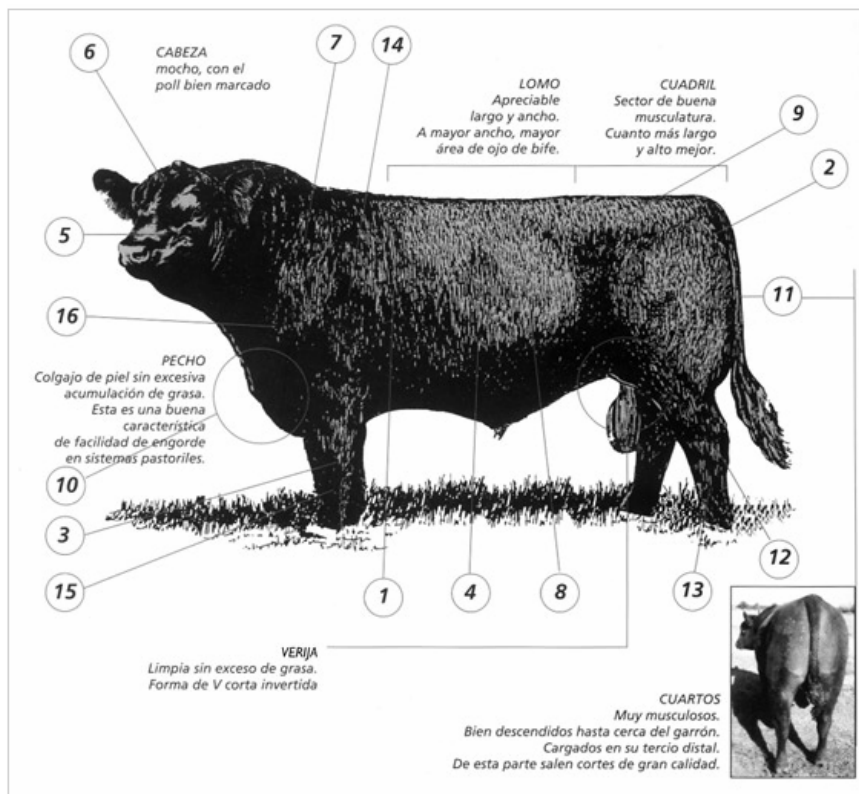 6
CABEZA
mocho, con el
poll bien marcado
7
14
LOMO
Apreciable
largo y ancho.
A mayor ancho, mayor
área de ojo de bife.
CUADRIL
Sector de buena
musculatura.
Cuanto más largo
y alto mejor.
9
2
5
11
16
PECHO
Colgajo de piel sin excesiva
acumulación de grasa.
Esta es una buena
característica
de facilidad de engorde
en sistemas pastoriles.
10
3
15
1
4
8
13
12
VERIJA
Limpia sin exceso de grasa.
Forma de V corta invertida
CUARTOS
Muy musculosos.
Bien descendidos hasta cerca del garrón.
Cargados en su tercio distal.
De esta parte salen cortes de gran calidad.